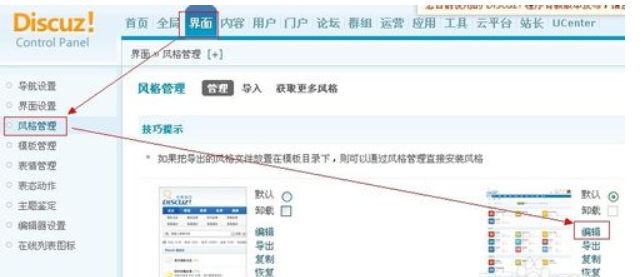 Discuz!
Control Panel
首页 全局 界面 内容 用户 门户 论坛 群组 运营 应用 工具 云平台 站长 UCenter
界面 » 风格管理 [+]
导航设置
界面设置
风格管理
模板管理
表情管理
表态动作
主题鉴定
编辑器设置
在线列表图标
风格管理 管理 导入 获取更多风格
技巧提示
如果把导出的风格文件放置在模板目录下，则可以通过风格管理直接安装风格
DISCUZ!
默认
卸载
编辑
导出
复制
恢复
默认
卸载
编辑
导出
复制
恢复